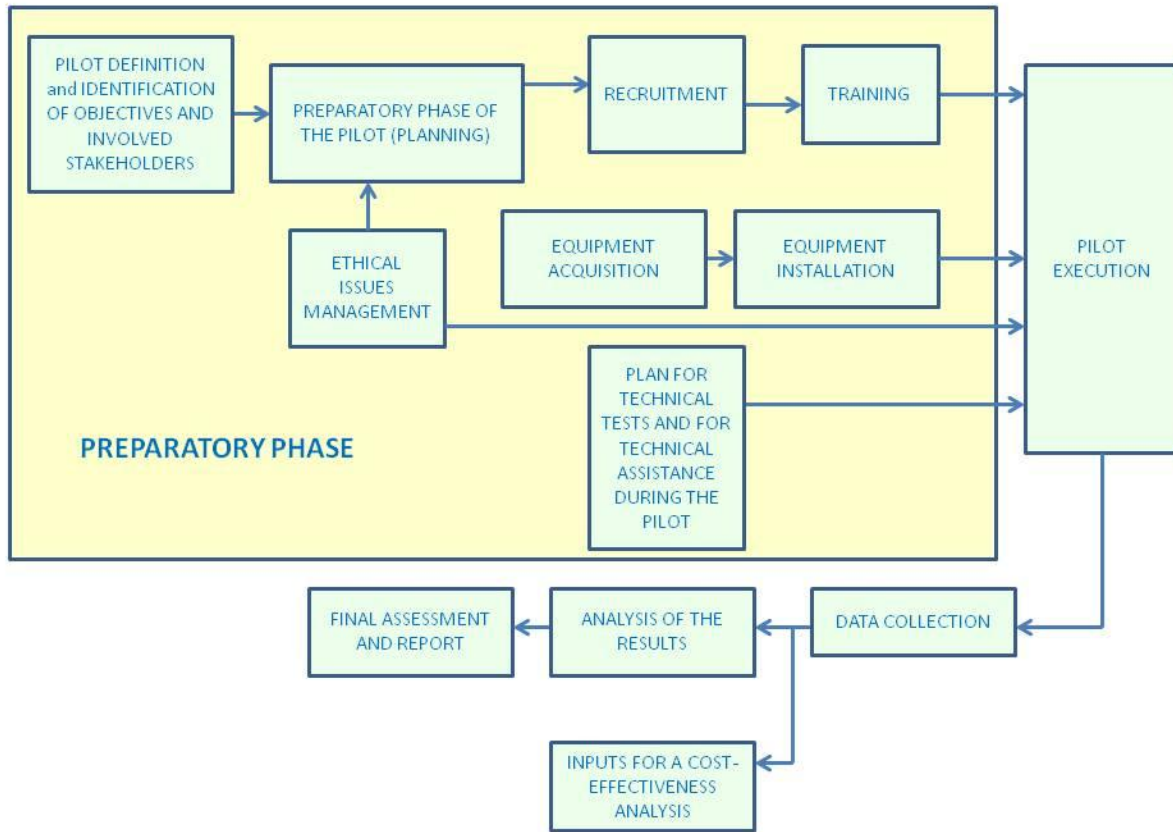 PILOT DEFINITION
and IDENTIFICATION
OF OBJECTIVES AND
INVOLVED
STAKEHOLDERS
PREPARATORY PHASE OF
THE PILOT (PLANNING)
RECRUITMENT
TRAINING
ETHICAL
ISSUES
MANAGEMENT
EQUIPMENT
ACQUISITION
EQUIPMENT
INSTALLATION
PILOT
EXECUTION
PLAN FOR
TECHNICAL
TESTS AND FOR
TECHNICAL
ASSISTANCE
DURING THE
PILOT
PREPARATORY PHASE
FINAL ASSESSMENT
AND REPORT
ANALYSIS OF THE
RESULTS
DATA COLLECTION
INPUTS FOR A COST-
EFFECTIVENESS
ANALYSIS